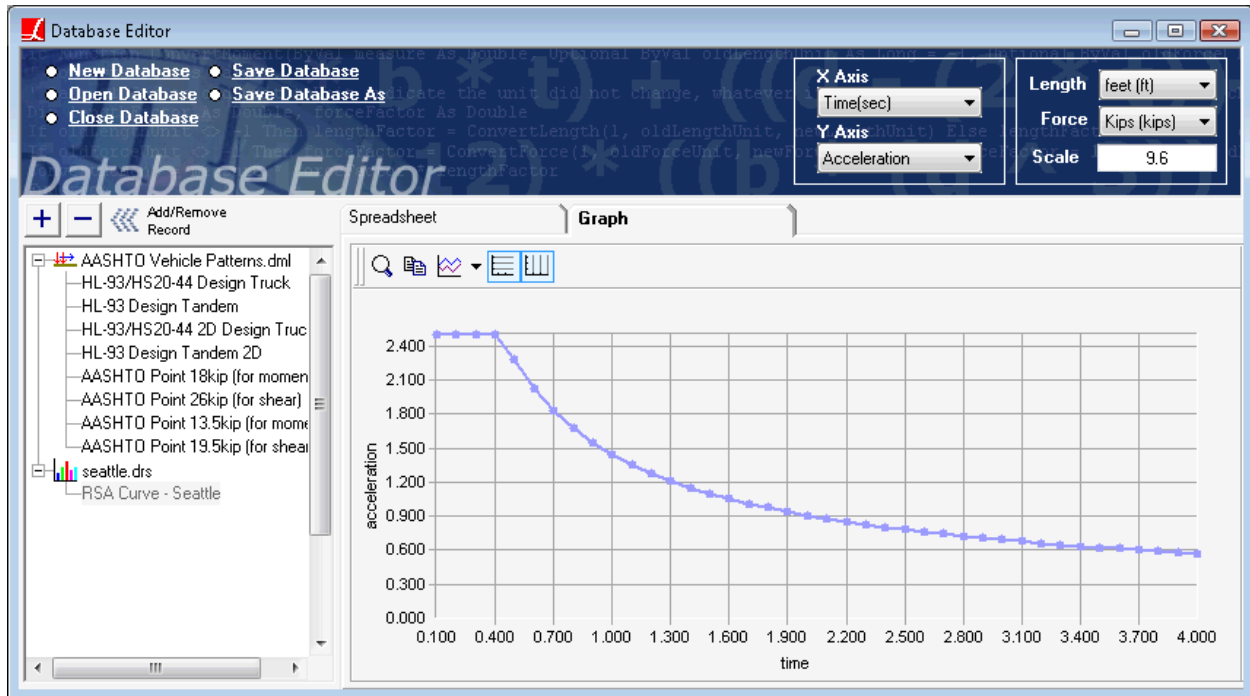 Database Editor
New Database
Save Database
Open Database
Save Database As
Close Database
Database Editor
X Axis
Time(sec)
Y Axis
Acceleration
Length
feet (ft)
Force
Kips (kips)
Scale
9.6
+
−
Add/Remove
Record
AASHTO Vehicle Patterns.dml
HL-93/HS20-44 Design Truck
HL-93 Design Tandem
HL-93/HS20-44 2D Design Truc
HL-93 Design Tandem 2D
AASHTO Point 18kip (for momen
AASHTO Point 26kip (for shear)
AASHTO Point 13.5kip (for mome
AASHTO Point 19.5kip (for shear
seattle.drs
RSA Curve - Seattle
Spreadsheet
Graph
2.400
2.100
1.800
1.500
1.200
0.900
0.600
0.300
0.000
acceleration
0.100 0.400 0.700 1.000 1.300 1.600 1.900 2.200 2.500 2.800 3.100 3.400 3.700 4.000
time